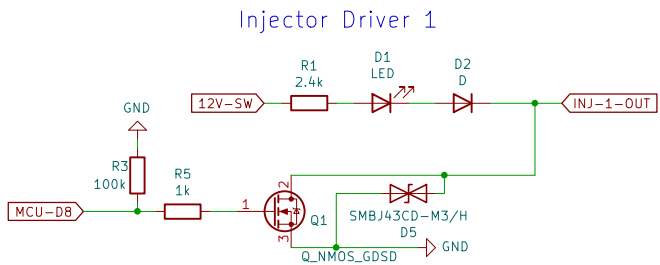 Injector Driver 1
R1
2.4k
D1
LED
D2
D
12V-SW
INJ-1-OUT
GND
R3
100k
R5
1k
MCU-D8
1
2
3
Q1
Q_NMOS_GDSD
SMBJ43CD-M3/H
D5
GND